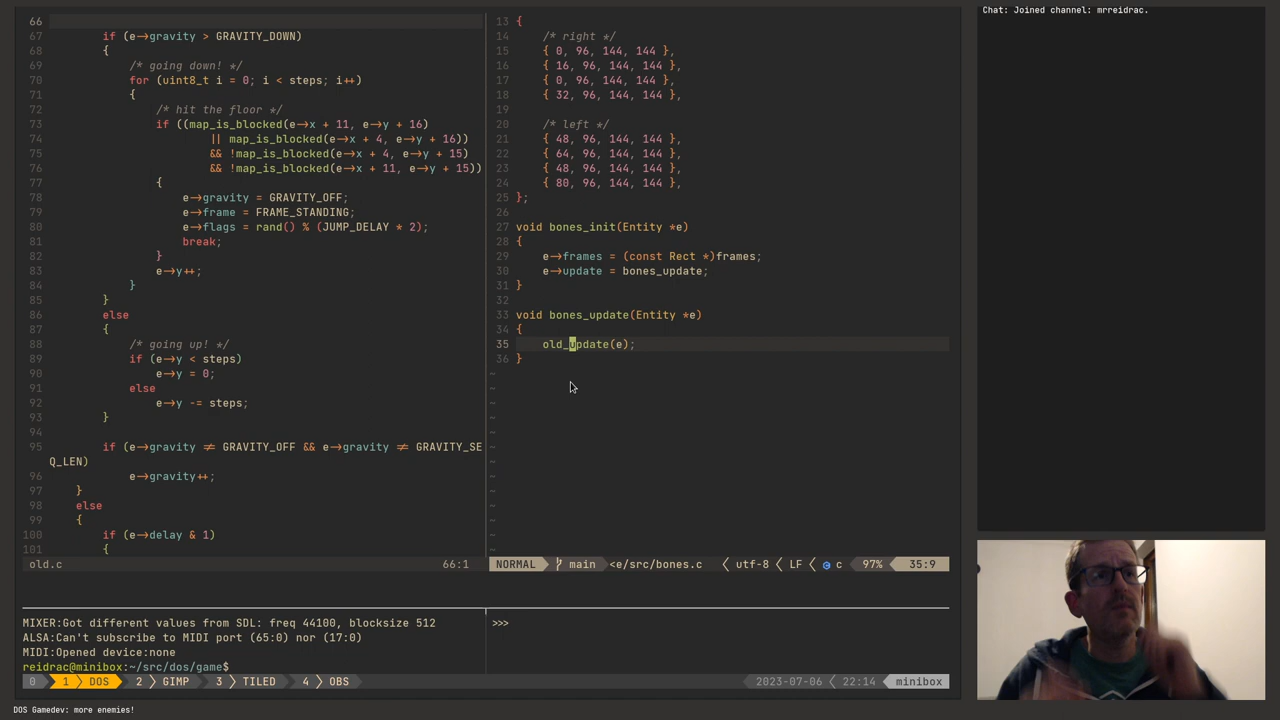 Chat: Joined channel: mrreidrac.
66
67 if (e->gravity > GRAVITY_DOWN)
68 {
69 /* going down! */
70 for (uint8_t i = 0; i < steps; i++)
71 {
72 /* hit the floor */
73 if ((map_is_blocked(e->x + 11, e->y + 16)
74 || map_is_blocked(e->x + 4, e->y + 16))
75 && !map_is_blocked(e->x + 4, e->y + 15)
76 && !map_is_blocked(e->x + 11, e->y + 15))
77 {
78 e->gravity = GRAVITY_OFF;
79 e->frame = FRAME_STANDING;
80 e->flags = rand() % (JUMP_DELAY * 2);
81 break;
82 }
83 e->y++;
84 }
85 }
86 else
87 {
88 /* going up! */
89 if (e->y < steps)
90 e->y = 0;
91 else
92 e->y -= steps;
93 }
94
95 if (e->gravity != GRAVITY_OFF && e->gravity != GRAVITY_SE
Q_LEN)
96 e->gravity++;
97 }
98 else
99 {
100 if (e->delay & 1)
101 {
old.c 66:1
13 {
14 /* right */
15 { 0, 96, 144, 144 },
16 { 16, 96, 144, 144 },
17 { 0, 96, 144, 144 },
18 { 32, 96, 144, 144 },
19
20 /* left */
21 { 48, 96, 144, 144 },
22 { 64, 96, 144, 144 },
23 { 48, 96, 144, 144 },
24 { 80, 96, 144, 144 },
25 };
26
27 void bones_init(Entity *e)
28 {
29 e->frames = (const Rect *)frames;
30 e->update = bones_update;
31 }
32
33 void bones_update(Entity *e)
34 {
35 old_update(e);
36 }
~
~
~
~
~
~
~
~
~
~
~
~
~
NORMAL main <e/src/bones.c utf-8 LF c 97% 35:9
MIXER:Got different values from SDL: freq 44100, blocksize 512
ALSA:Can't subscribe to MIDI port (65:0) nor (17:0)
MIDI:Opened device:none
reidrac@minibox:~/src/dos/game$
>>>
0 1 DOS 2 GIMP 3 TILED 4 OBS 2023-07-06 22:14 minibox
DOS Gamedev: more enemies!